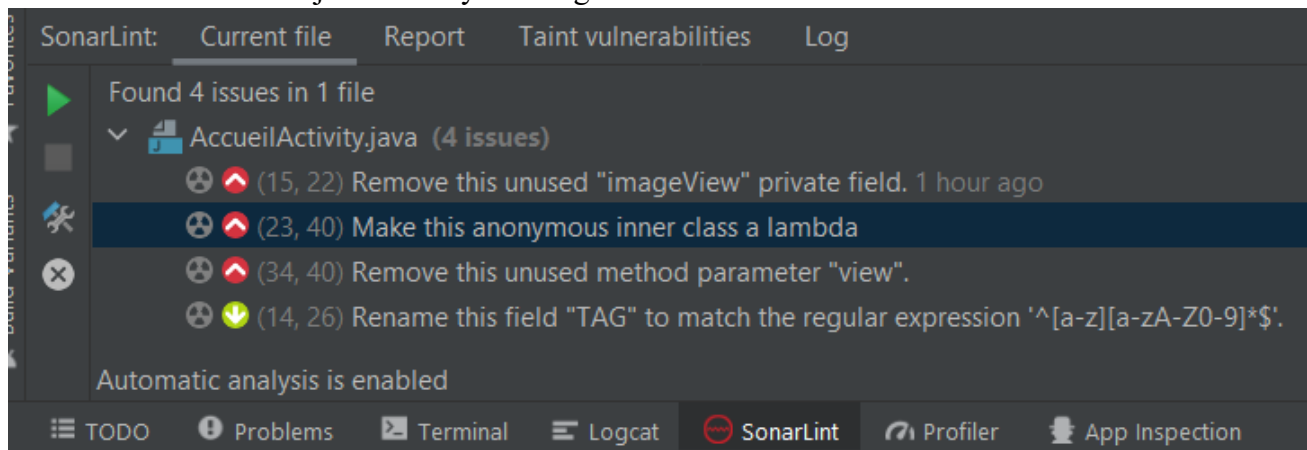 SonarLint: Current file Report Taint vulnerabilities Log
Found 4 issues in 1 file
AccueilActivity.java (4 issues)
(15, 22) Remove this unused "imageView" private field. 1 hour ago
(23, 40) Make this anonymous inner class a lambda
(34, 40) Remove this unused method parameter "view".
(14, 26) Rename this field "TAG" to match the regular expression '^[a-z][a-zA-Z0-9]*$'.
Automatic analysis is enabled
TODO Problems Terminal Logcat SonarLint Profiler App Inspection